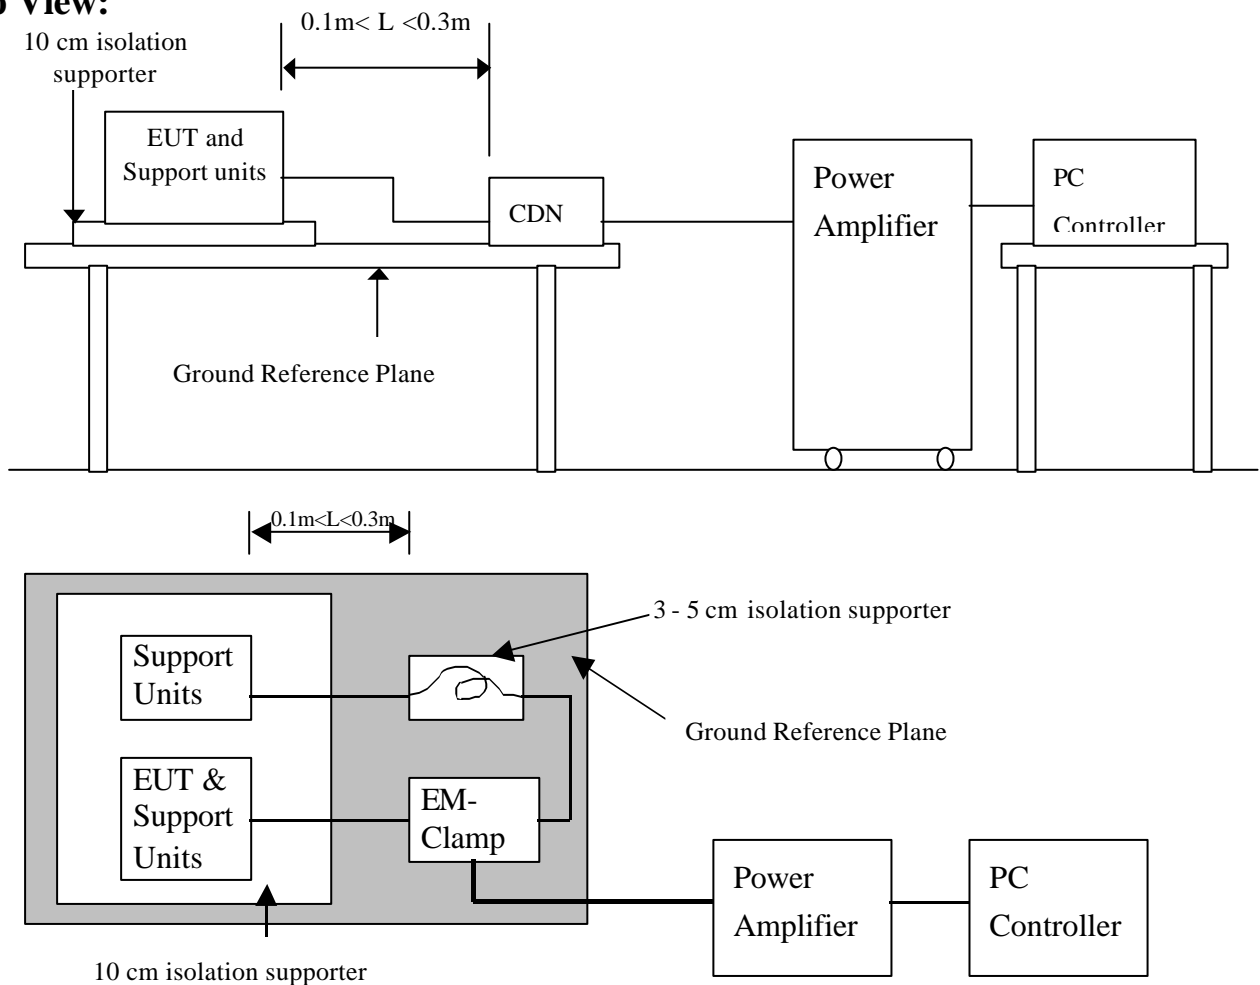 View:
0.1m< L <0.3m
10 cm isolation
supporter
EUT and
Support units
CDN
Power
Amplifier
PC
Controller
Ground Reference Plane
0.1m<L<0.3m
3 - 5 cm isolation supporter
Support
Units
Ground Reference Plane
EUT &
Support
Units
EM-
Clamp
Power
Amplifier
PC
Controller
10 cm isolation supporter